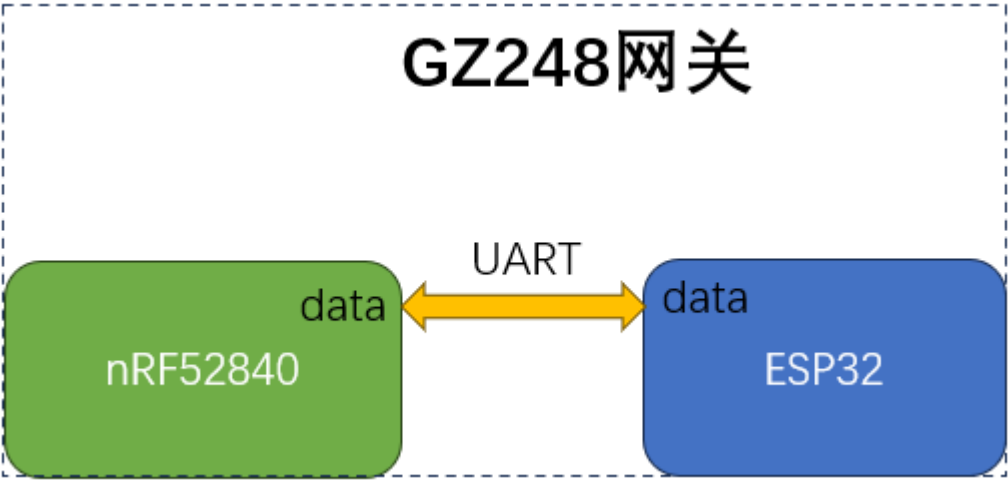 GZ248网关
UART
data
data
nRF52840
ESP32